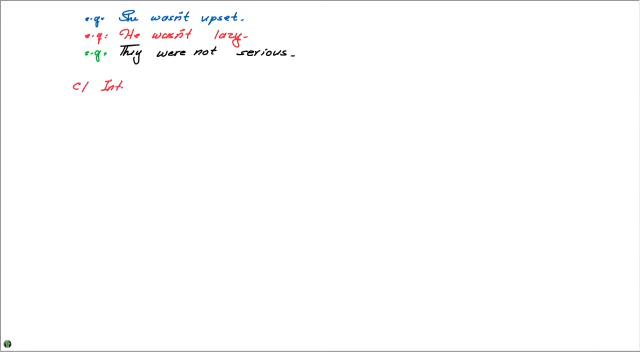 e.g. She wasn't upset.
e.g. He wasn't lazy.
e.g. They were not serious.
c/ Int.